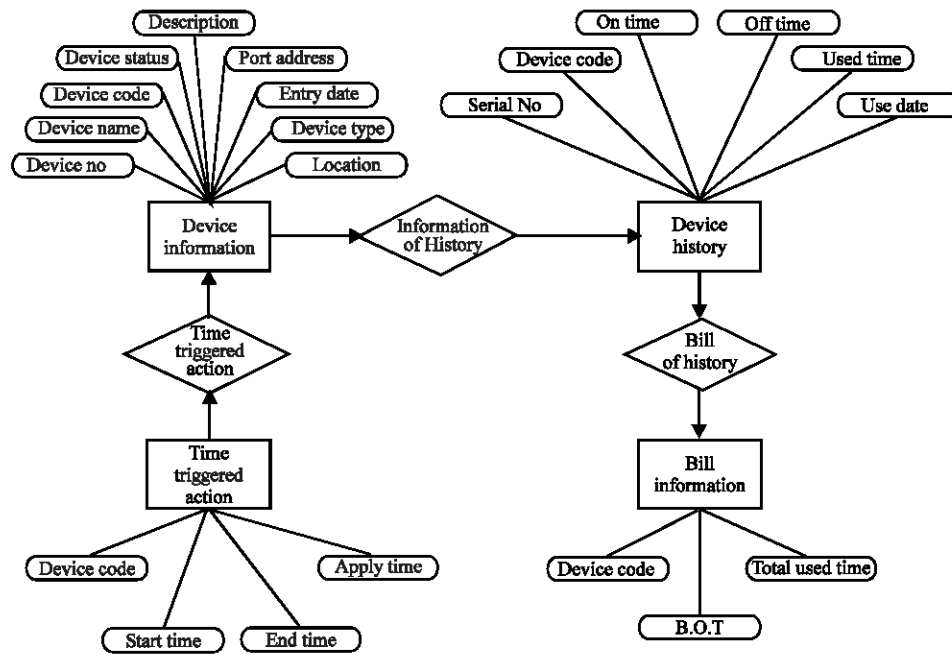 Description
Device status
Port address
Device code
Entry date
Device name
Device type
Device no
Location
On time
Off time
Device code
Used time
Serial No
Use date
Device
information
Information
of History
Device
history
Time
triggered
action
Bill
of history
Time
triggered
action
Bill
information
Device code
Apply time
Start time
End time
Device code
Total used time
B.O.T